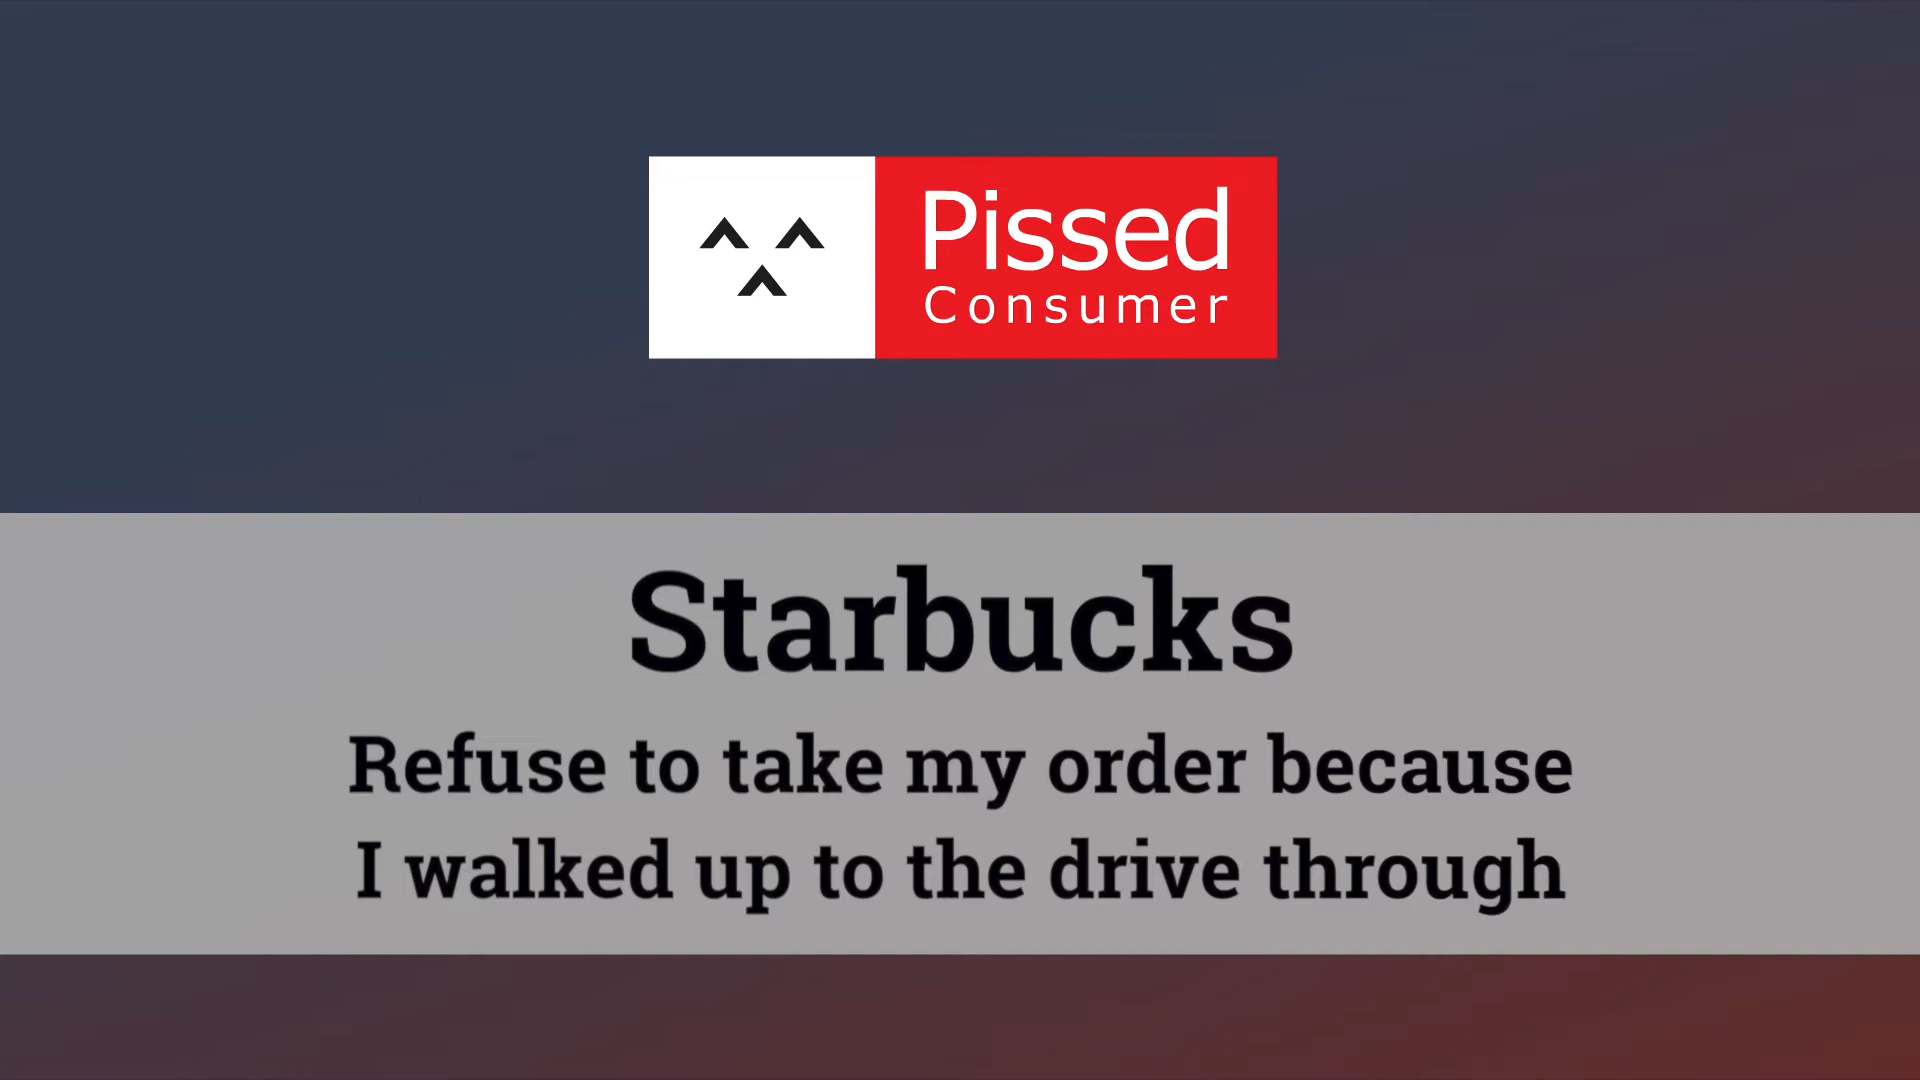 Pissed
Consumer
Starbucks
Refuse to take my order because
I walked up to the drive through